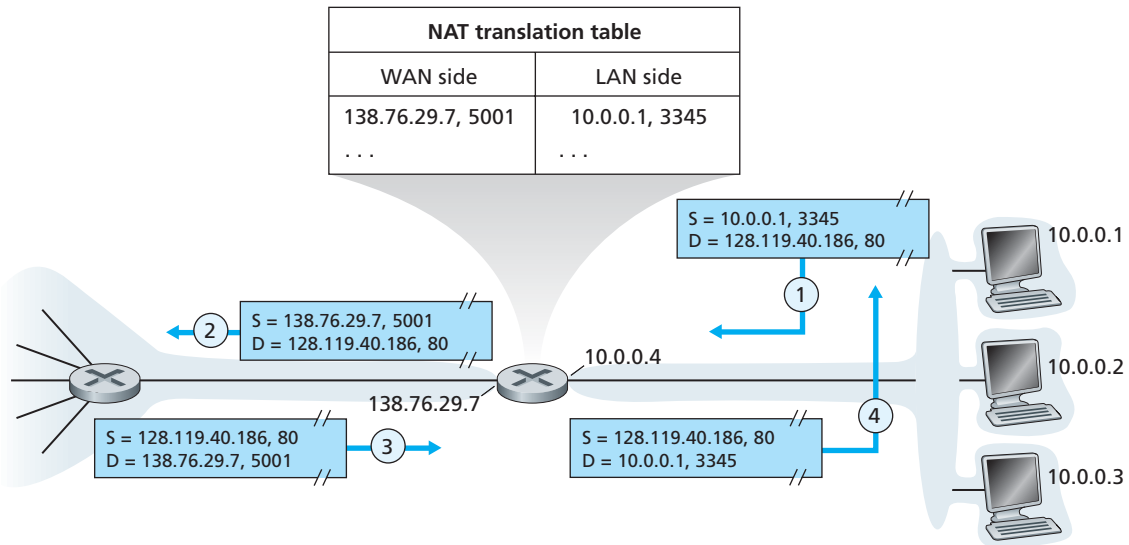 NAT translation table
WAN side LAN side
138.76.29.7, 5001 10.0.0.1, 3345
. . . . . .
S = 10.0.0.1, 3345
D = 128.119.40.186, 80
10.0.0.1
1
S = 138.76.29.7, 5001
D = 128.119.40.186, 80
2
10.0.0.4
10.0.0.2
138.76.29.7
4
S = 128.119.40.186, 80
D = 138.76.29.7, 5001
3
S = 128.119.40.186, 80
D = 10.0.0.1, 3345
10.0.0.3